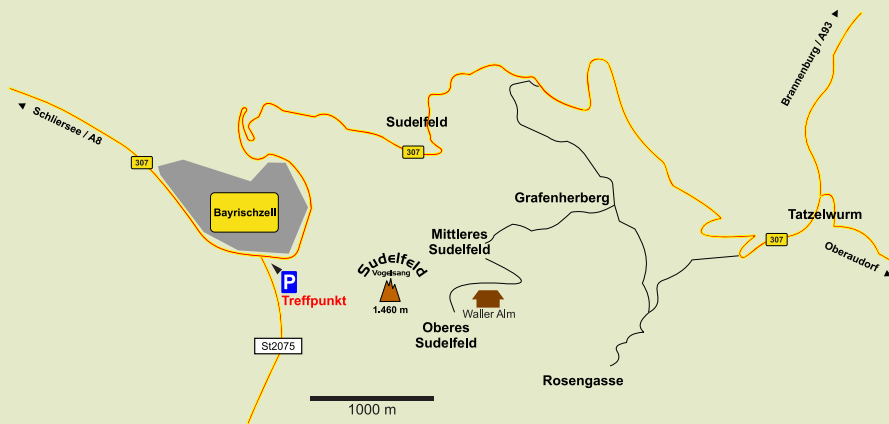 Brannenburg / A93
Schliersee / A8
Sudelfeld
307
307
Grafenherberg
Bayrischzell
Tatzelwurm
Mittleres
Sudelfeld
307
Oberaudorf
Sudelfeld
Vogelsang
1.460 m
P
Treffpunkt
Waller Alm
Oberes
Sudelfeld
St2075
Rosengasse
1000 m